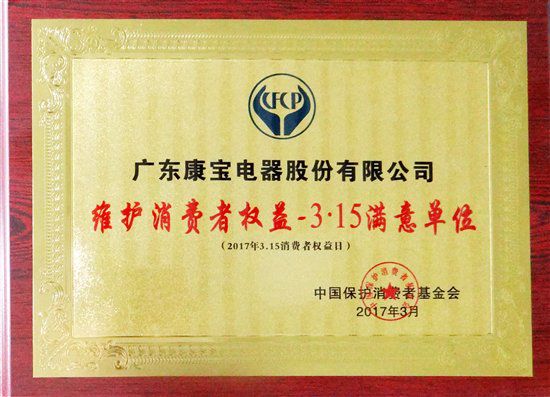 CFCP
广东康宝电器股份有限公司
维护消费者权益-3·15满意单位
(2017年3.15消费者权益日)
中国保护消费者基金会
2017年3月